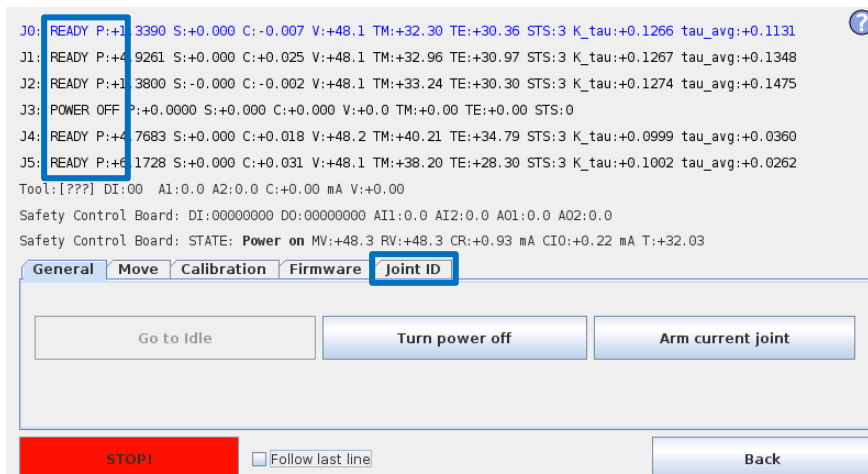 J0: READY P:+1.3390 S:+0.000 C:-0.007 V:+48.1 TM:+32.30 TE:+30.36 STS:3 K_tau:+0.1266 tau_avg:+0.1131
J1: READY P:+4.9261 S:+0.000 C:+0.025 V:+48.1 TM:+32.96 TE:+30.97 STS:3 K_tau:+0.1267 tau_avg:+0.1348
J2: READY P:+1.3800 S:-0.000 C:-0.002 V:+48.1 TM:+33.24 TE:+30.30 STS:3 K_tau:+0.1274 tau_avg:+0.1475
J3: POWER OFF P:+0.0000 S:+0.000 C:+0.000 V:+0.0 TM:+0.00 TE:+0.00 STS:0
J4: READY P:+4.7683 S:+0.000 C:+0.018 V:+48.2 TM:+40.21 TE:+34.79 STS:3 K_tau:+0.0999 tau_avg:+0.0360
J5: READY P:+6.1728 S:+0.000 C:+0.031 V:+48.1 TM:+38.20 TE:+28.30 STS:3 K_tau:+0.1002 tau_avg:+0.0262
Tool:[???] DI:00 A1:0.0 A2:0.0 C:+0.00 mA V:+0.00
Safety Control Board: DI:00000000 DO:00000000 AI1:0.0 AI2:0.0 AO1:0.0 AO2:0.0
Safety Control Board: STATE: Power on MV:+48.3 RV:+48.3 CR:+0.93 mA CIO:+0.22 mA T:+32.03
General Move Calibration Firmware Joint ID
Go to Idle Turn power off Arm current joint
STOP! Follow last line Back
?